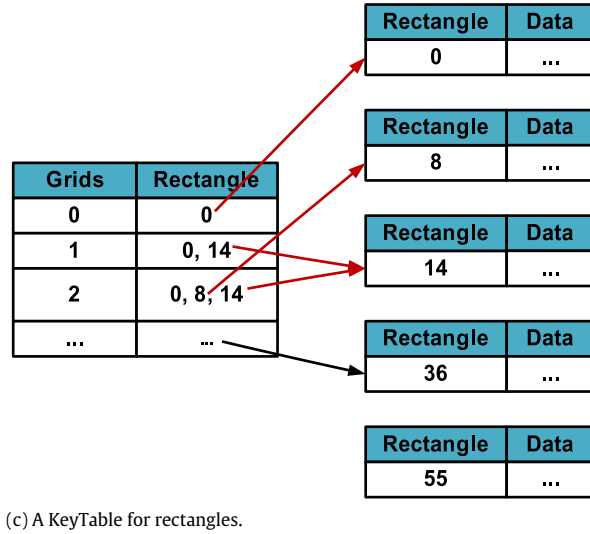 Rectangle Data
0 ...
Rectangle Data
8 ...
Grids Rectangle
0 0
1 0, 14
2 0, 8, 14
... ...
Rectangle Data
14 ...
Rectangle Data
36 ...
Rectangle Data
55 ...
(c) A KeyTable for rectangles.